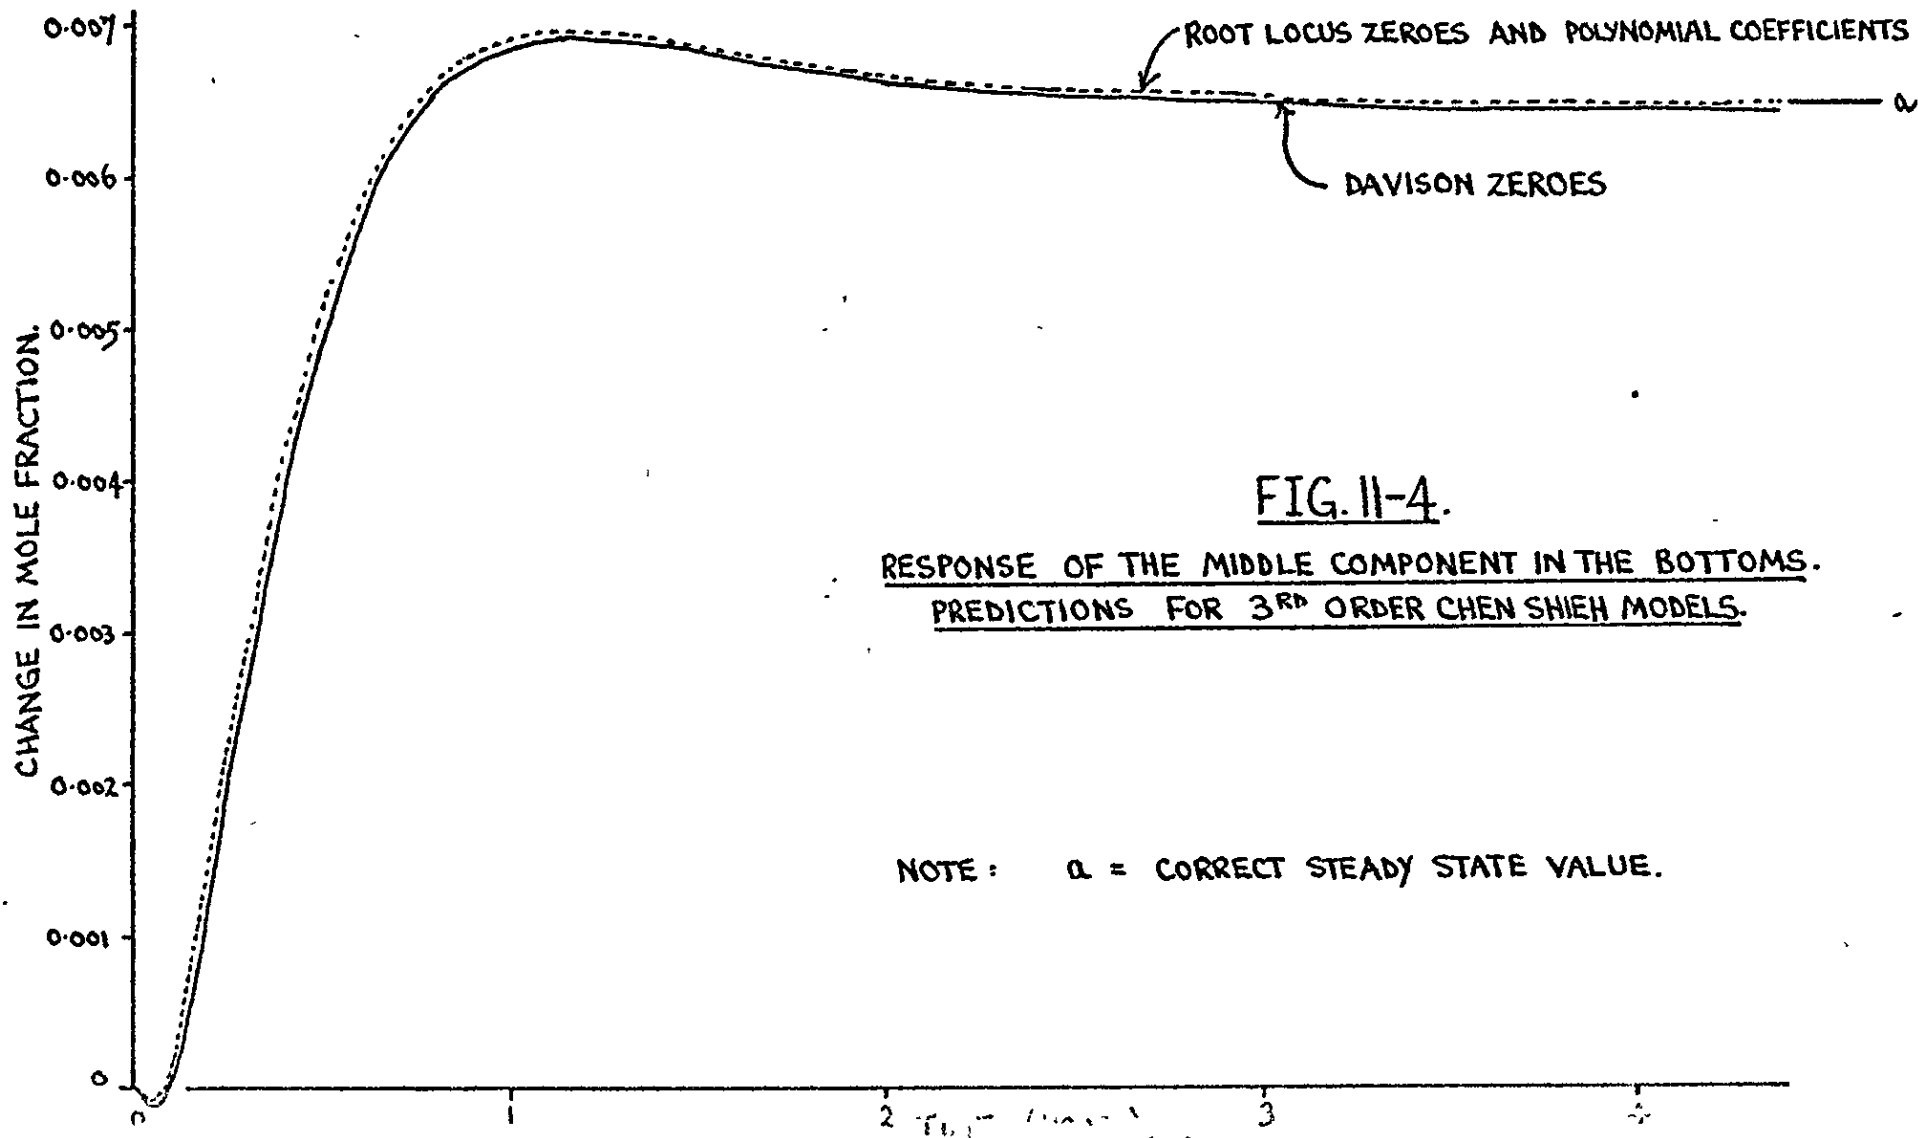 0.007
ROOT LOCUS ZEROES AND POLYNOMIAL COEFFICIENTS
a
0.006
DAVISON ZEROES
0.005
CHANGE IN MOLE FRACTION.
0.004
FIG. 11-4.
RESPONSE OF THE MIDDLE COMPONENT IN THE BOTTOMS.
PREDICTIONS FOR 3RD ORDER CHEN SHIEH MODELS.
0.003
0.002
NOTE: a = CORRECT STEADY STATE VALUE.
0.001
0
0 1 2 3